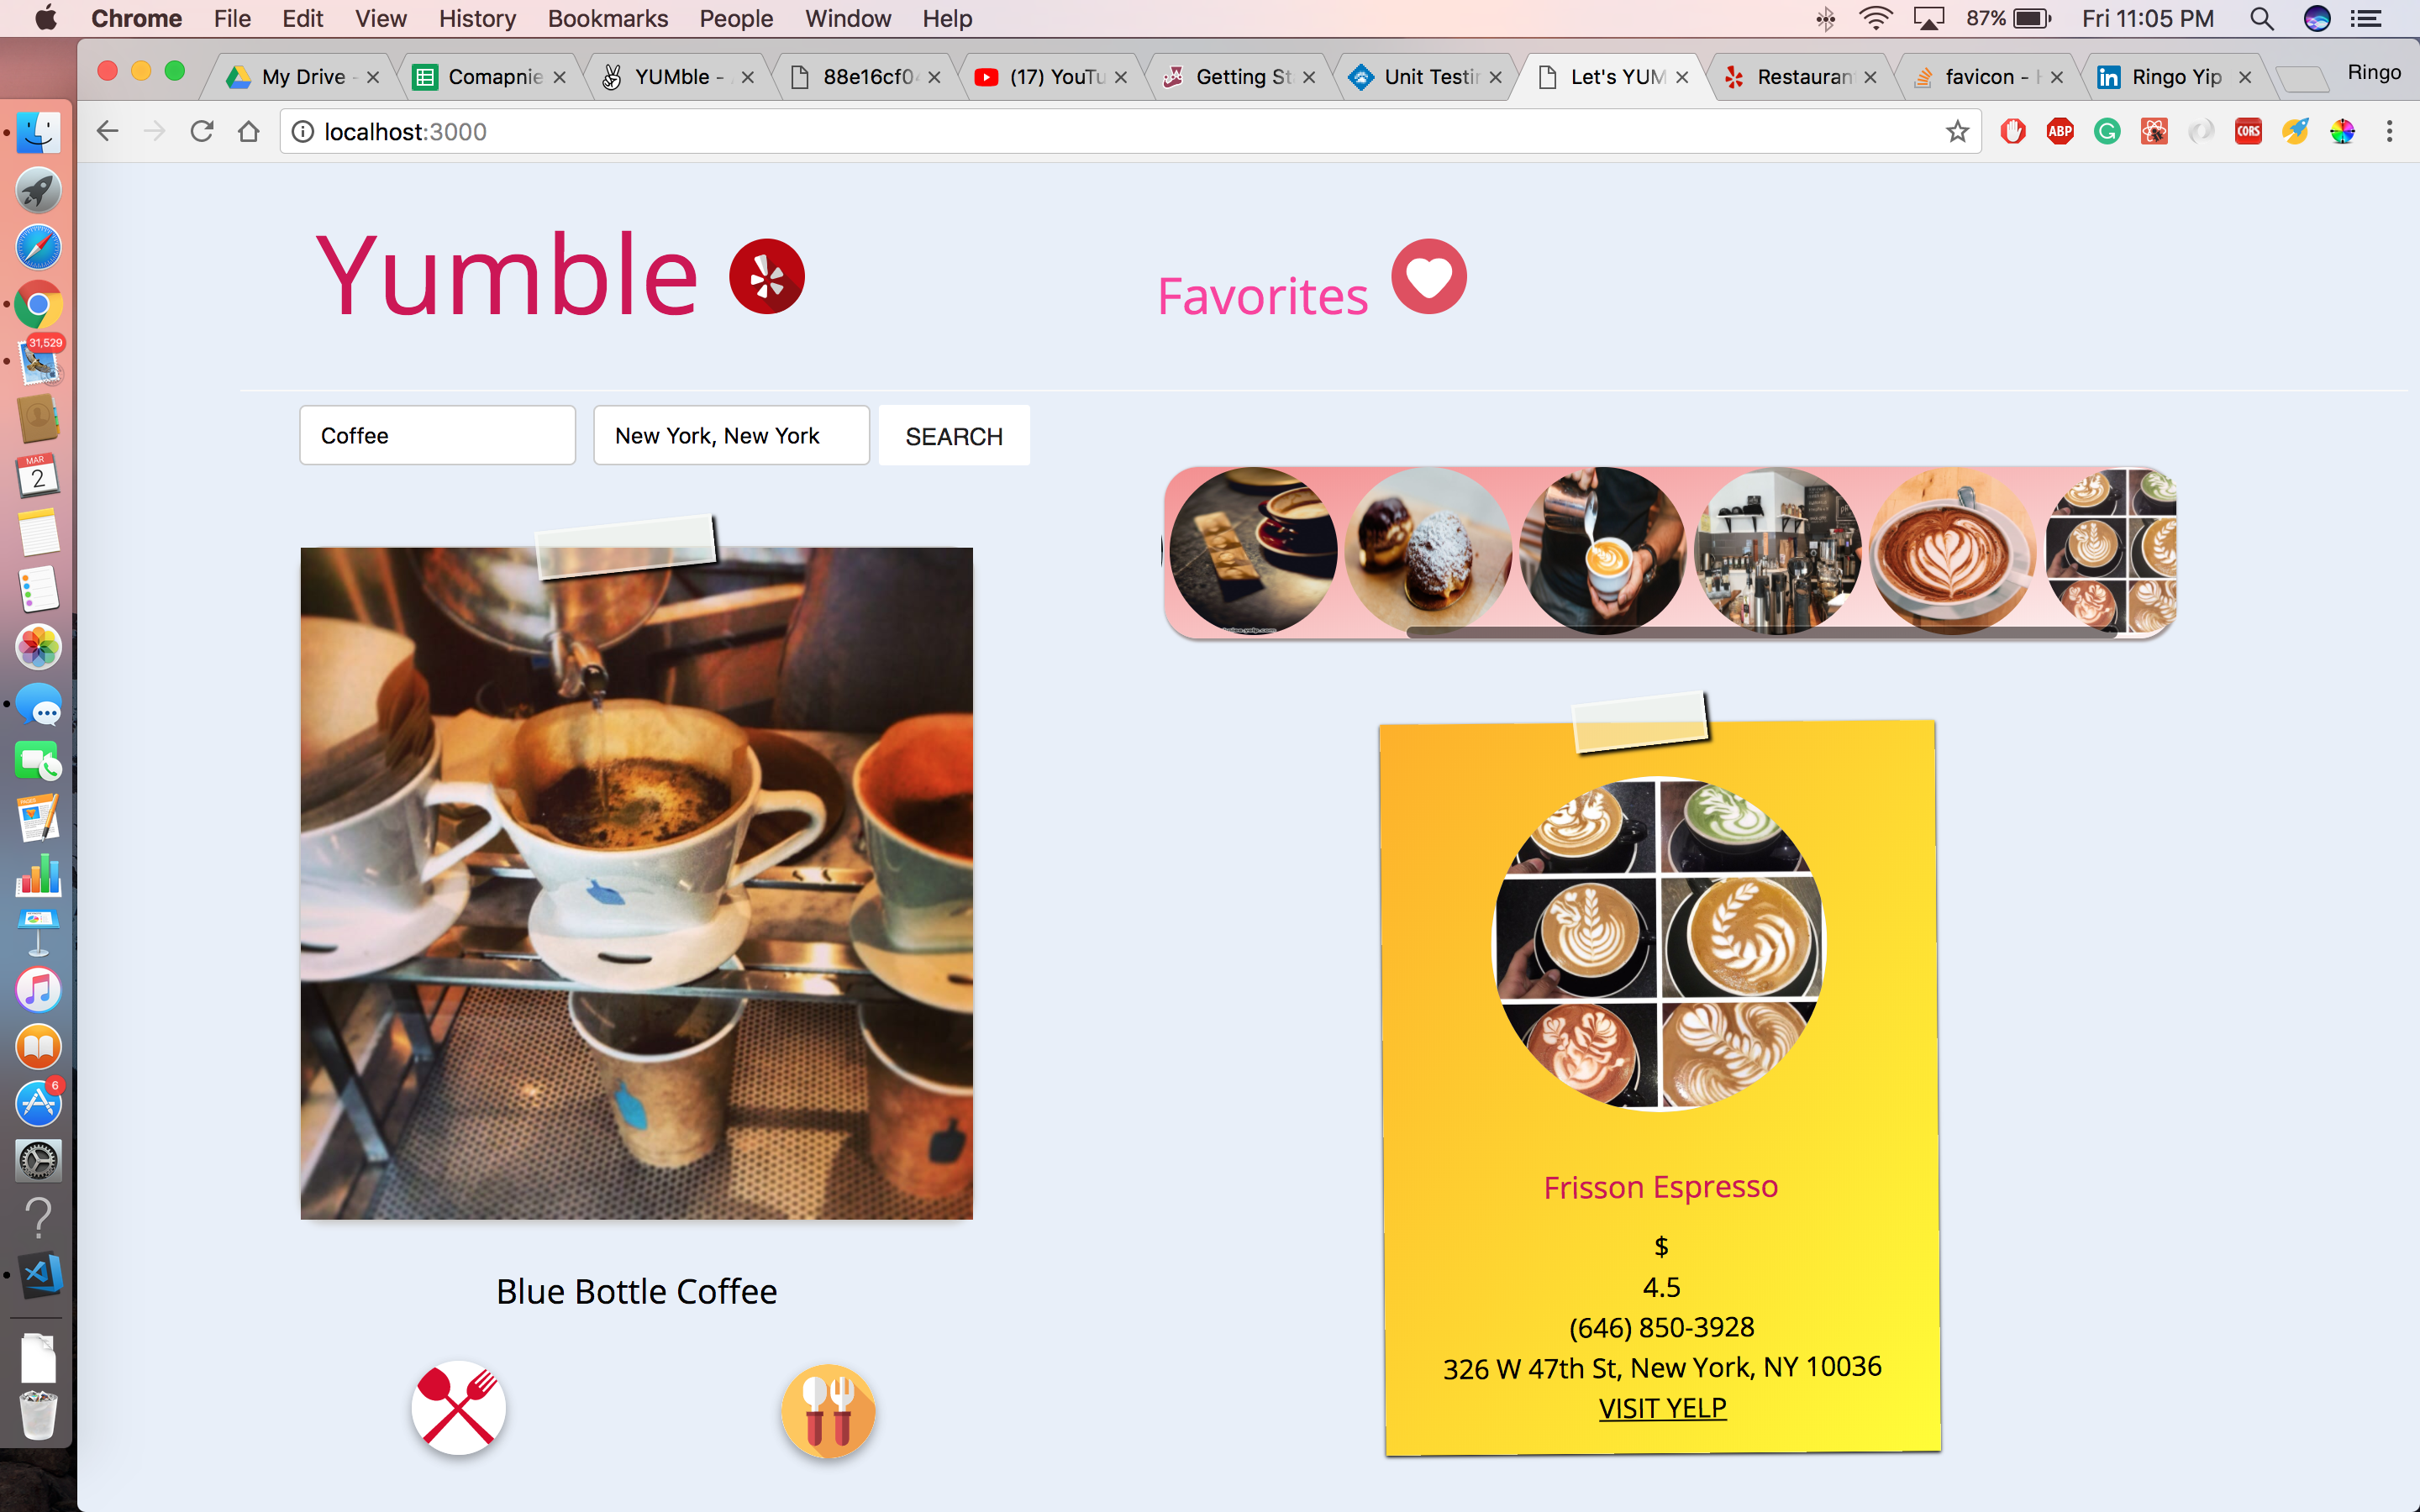 Chrome File Edit View History Bookmarks People Window Help 87% Fri 11:05 PM
My Drive - Comapnie YUMble - 88e16cf0 (17) YouTu Getting St Unit Testin Let's YUM Restauran favicon - Ringo Yip Ringo
localhost:3000 ABP CORS
Yumble
Favorites
Coffee
New York, New York
SEARCH
31,529
MAR
2
6
Blue Bottle Coffee
Frisson Espresso
$
4.5
(646) 850-3928
326 W 47th St, New York, NY 10036
VISIT YELP